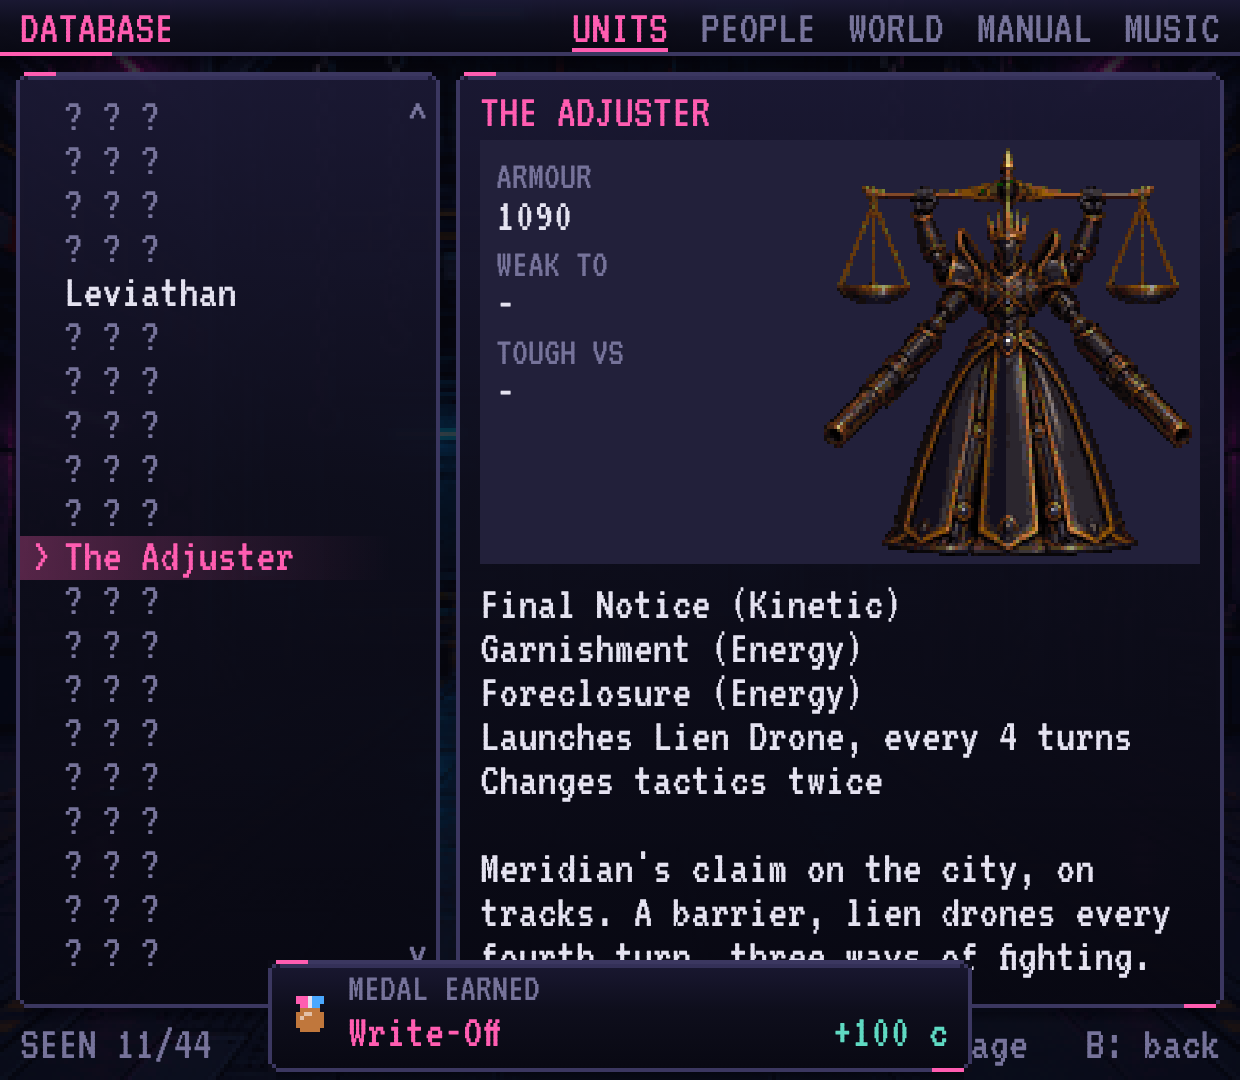 DATABASE UNITS PEOPLE WORLD MANUAL MUSIC
? ? ?
? ? ?
? ? ?
? ? ?
Leviathan
? ? ?
? ? ?
? ? ?
? ? ?
? ? ?
> The Adjuster
? ? ?
? ? ?
? ? ?
? ? ?
? ? ?
? ? ?
? ? ?
? ? ?
? ? ?
THE ADJUSTER
ARMOUR
1090
WEAK TO
-
TOUGH VS
-
Final Notice (Kinetic)
Garnishment (Energy)
Foreclosure (Energy)
Launches Lien Drone, every 4 turns
Changes tactics twice
Meridian's claim on the city, on
tracks. A barrier, lien drones every
fourth turn, three ways of fighting.
MEDAL EARNED
Write-Off +100 c
SEEN 11/44 age B: back